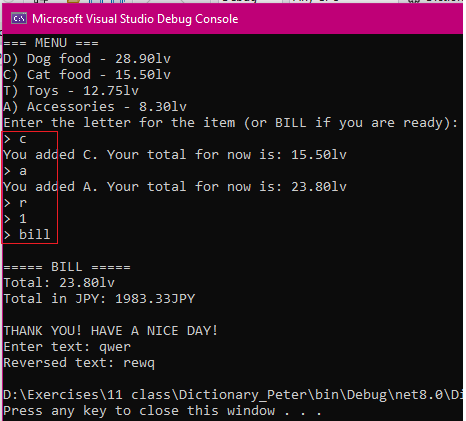 Microsoft Visual Studio Debug Console
=== MENU ===
D) Dog food - 28.90lv
C) Cat food - 15.50lv
T) Toys - 12.75lv
A) Accessories - 8.30lv
Enter the letter for the item (or BILL if you are ready):
> c
You added C. Your total for now is: 15.50lv
> a
You added A. Your total for now is: 23.80lv
> r
> 1
> bill
===== BILL =====
Total: 23.80lv
Total in JPY: 1983.33JPY
THANK YOU! HAVE A NICE DAY!
Enter text: qwer
Reversed text: rewq
D:\Exercises\11 class\Dictionary_Peter\bin\Debug\net8.0\Di
Press any key to close this window . . .